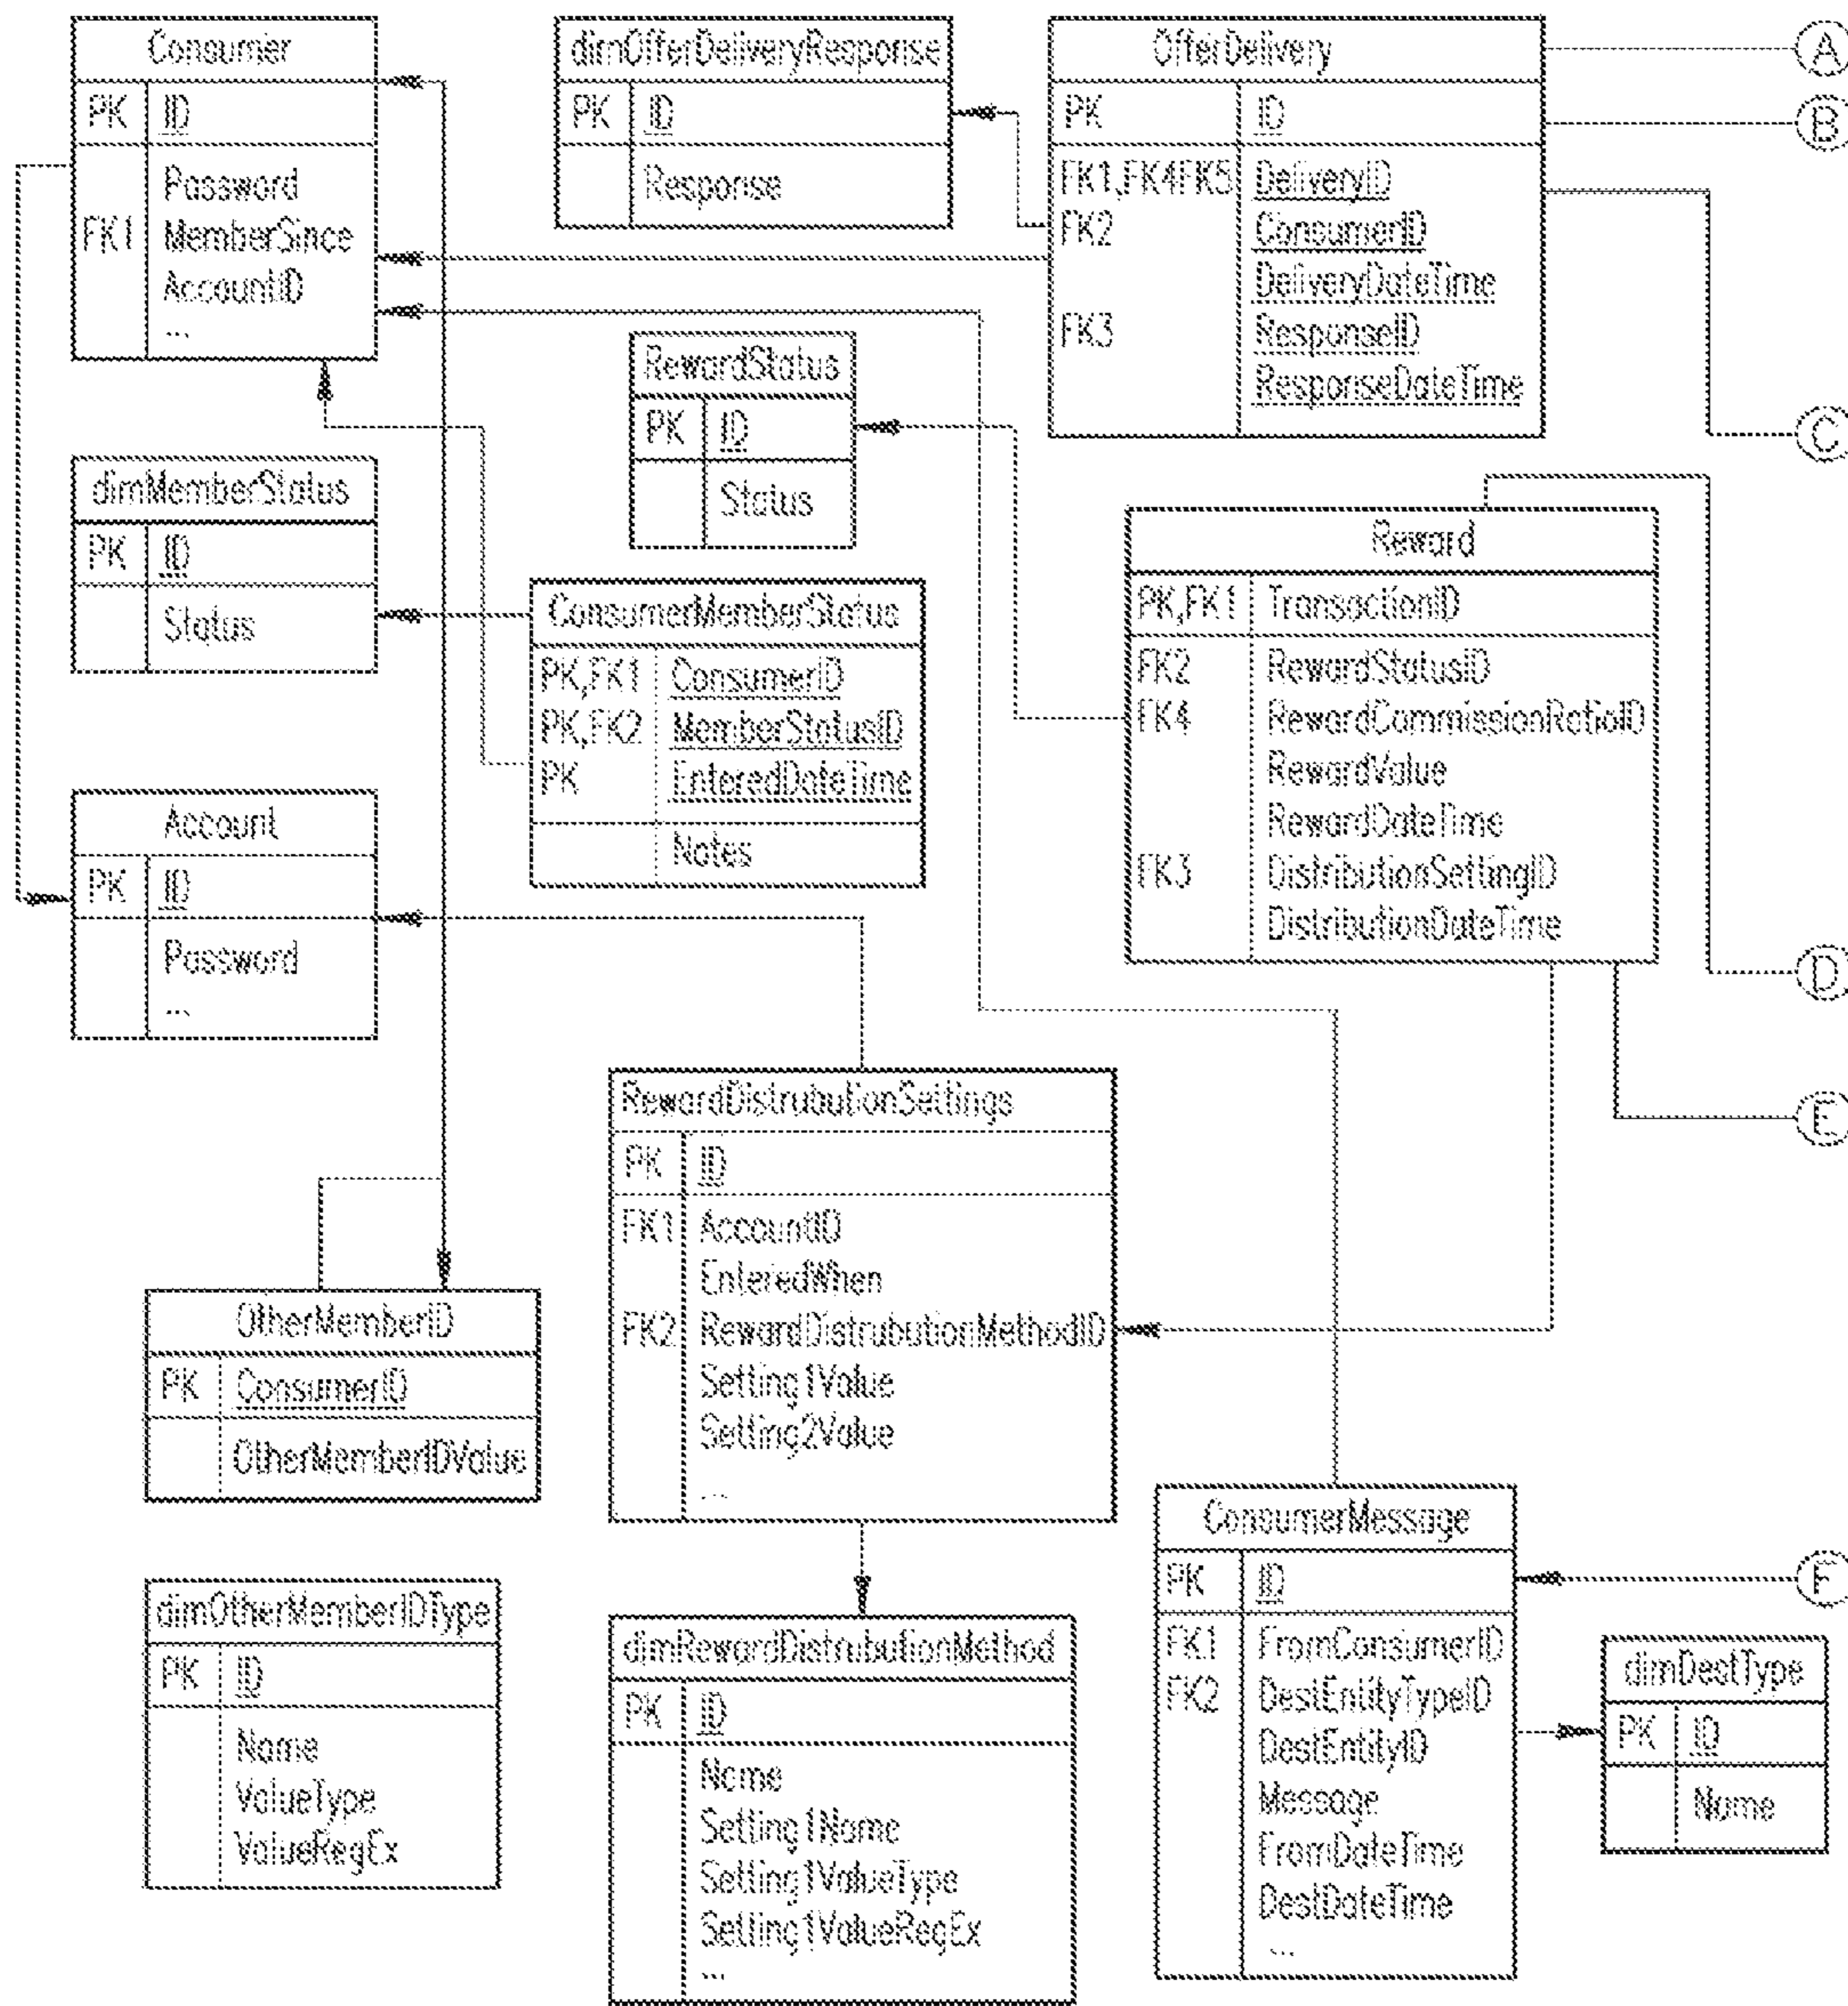 Consumer
PK ID
Password
FK1 MemberSince
AccountID
...
dimOfferDeliveryResponse
PK ID
Response
OfferDelivery
PK ID
FK1,FK4FK5 DeliveryID
FK2 ConsumerID
DeliveryDateTime
FK3 ResponseID
ResponseDateTime
A
B
C
RewardStatus
PK ID
Status
dimMemberStatus
PK ID
Status
ConsumerMemberStatus
PK,FK1 ConsumerID
PK,FK2 MemberStatusID
PK EnteredDateTime
Notes
Reward
PK,FK1 TransactionID
FK2 RewardStatusID
FK4 RewardCommissionRatioID
RewardValue
RewardDateTime
FK3 DistributionSettingID
DistributionDateTime
D
E
Account
PK ID
Password
...
RewardDistrubutionSettings
PK ID
FK1 AccountID
EnteredWhen
FK2 RewardDistrubutionMethodID
Setting1Value
Setting2Value
...
OtherMemberID
PK ConsumerID
OtherMemberIDValue
dimOtherMemberIDType
PK ID
Name
ValueType
ValueRegEx
dimRewardDistrubutionMethod
PK ID
Name
Setting1Name
Setting1ValueType
Setting1ValueRegEx
...
ConsumerMessage
PK ID
FK1 FromConsumerID
FK2 DestEntityTypeID
DestEntityID
Message
FromDateTime
DestDateTime
...
F
dimDestType
PK ID
Name